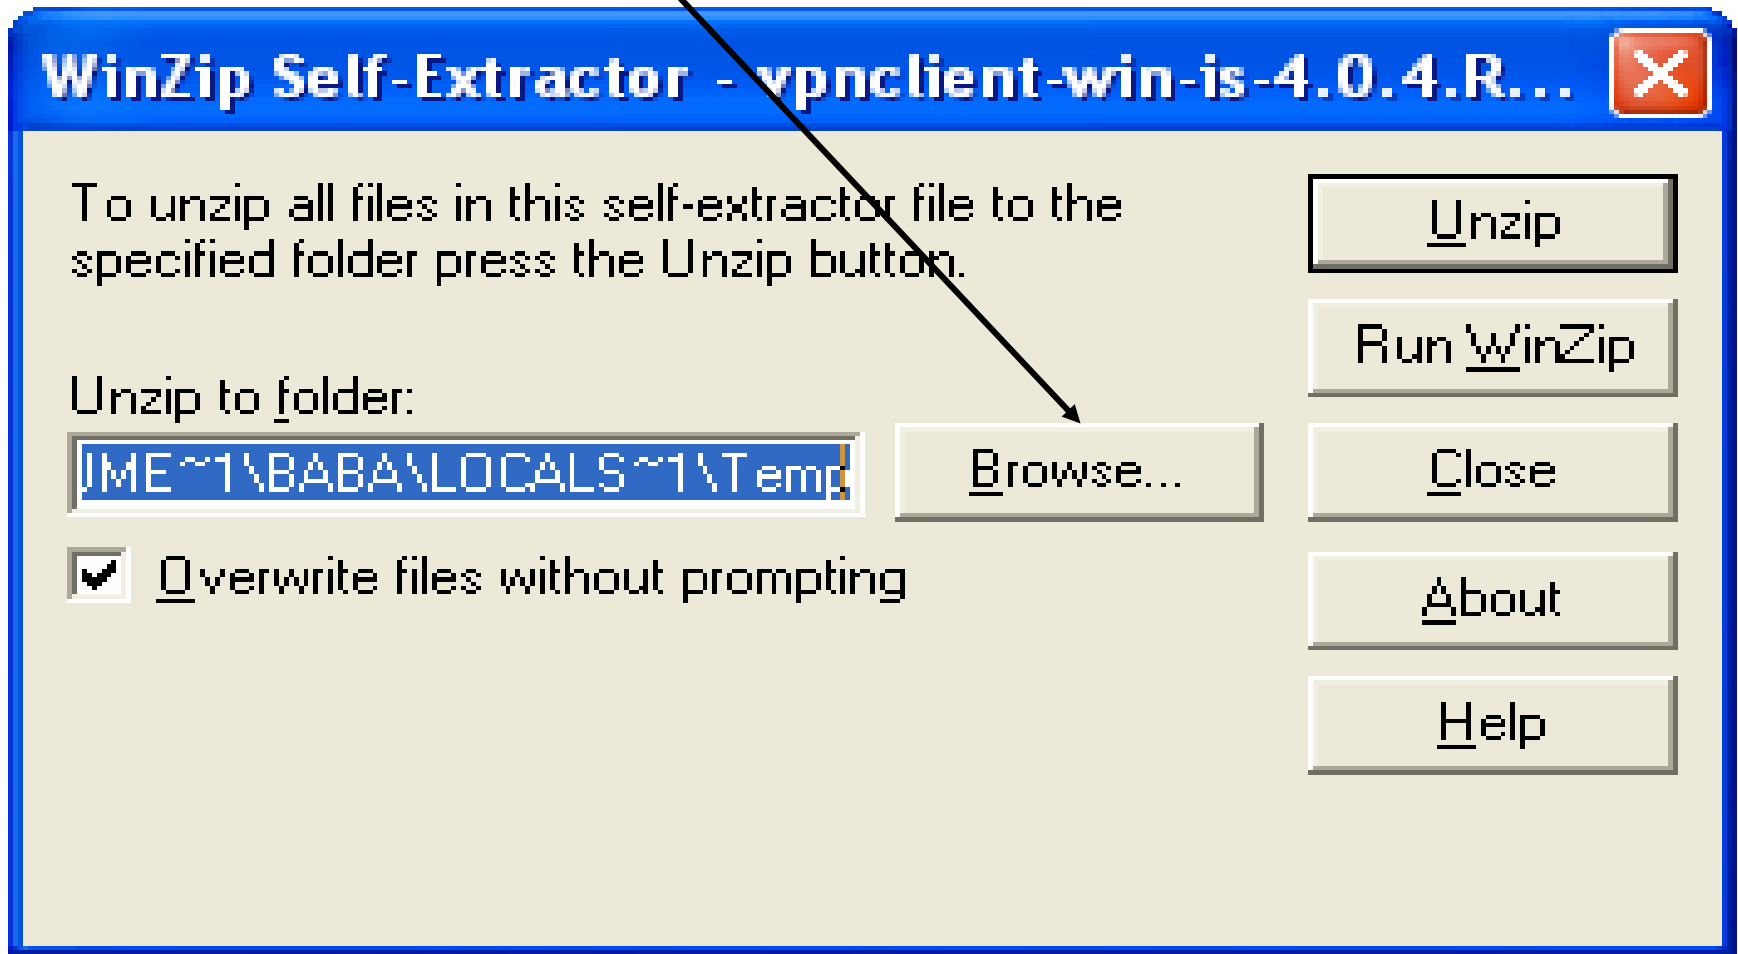 WinZip Self-Extractor - vpnclient-win-is-4.0.4.R...
To unzip all files in this self-extractor file to the
specified folder press the Unzip button.
Unzip to folder:
UME~1\BABA\LOCALS~1\Temp
Browse...
Overwrite files without prompting
Unzip
Run WinZip
Close
About
Help